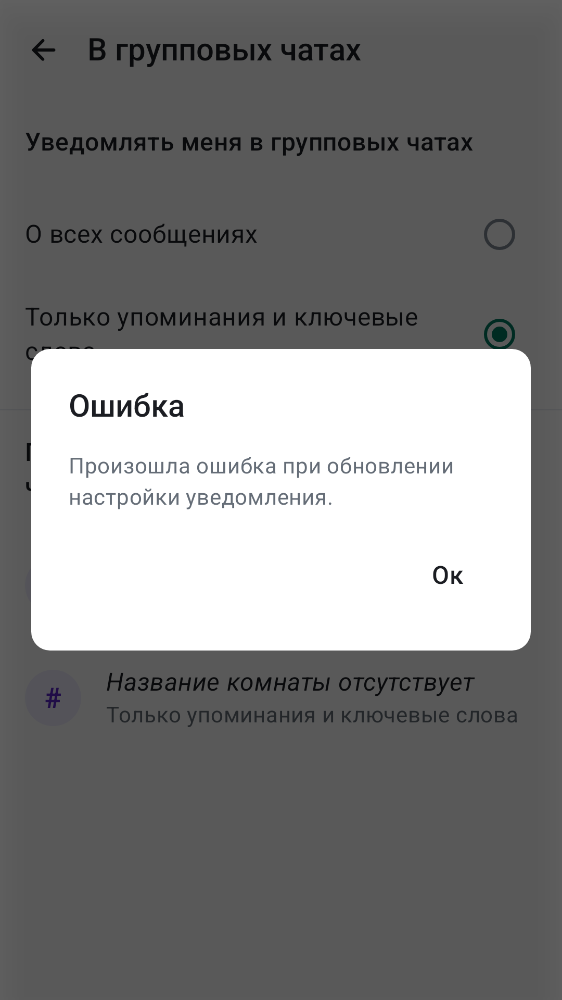 В групповых чатах
Уведомлять меня в групповых чатах
О всех сообщениях
Только упоминания и ключевые
Ошибка
Произошла ошибка при обновлении
настройки уведомления.
Ок
#
Название комнаты отсутствует
Только упоминания и ключевые слова